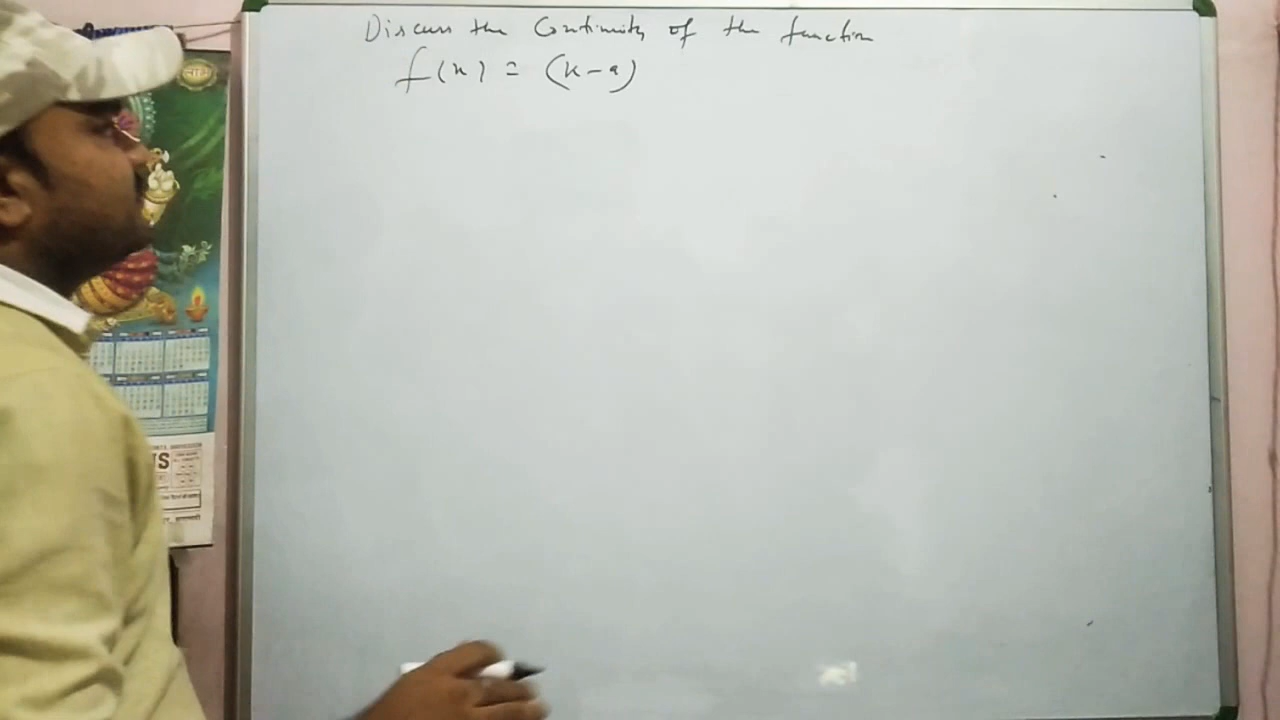 Discuss the Continuity of the function
f(x) = (x-a)